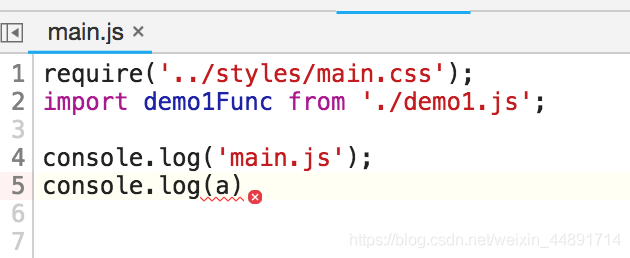 main.js ×
1 require('../styles/main.css');
2 import demo1Func from './demo1.js';
3
4 console.log('main.js');
5 console.log(a)
6
7
https://blog.csdn.net/weixin_44891714